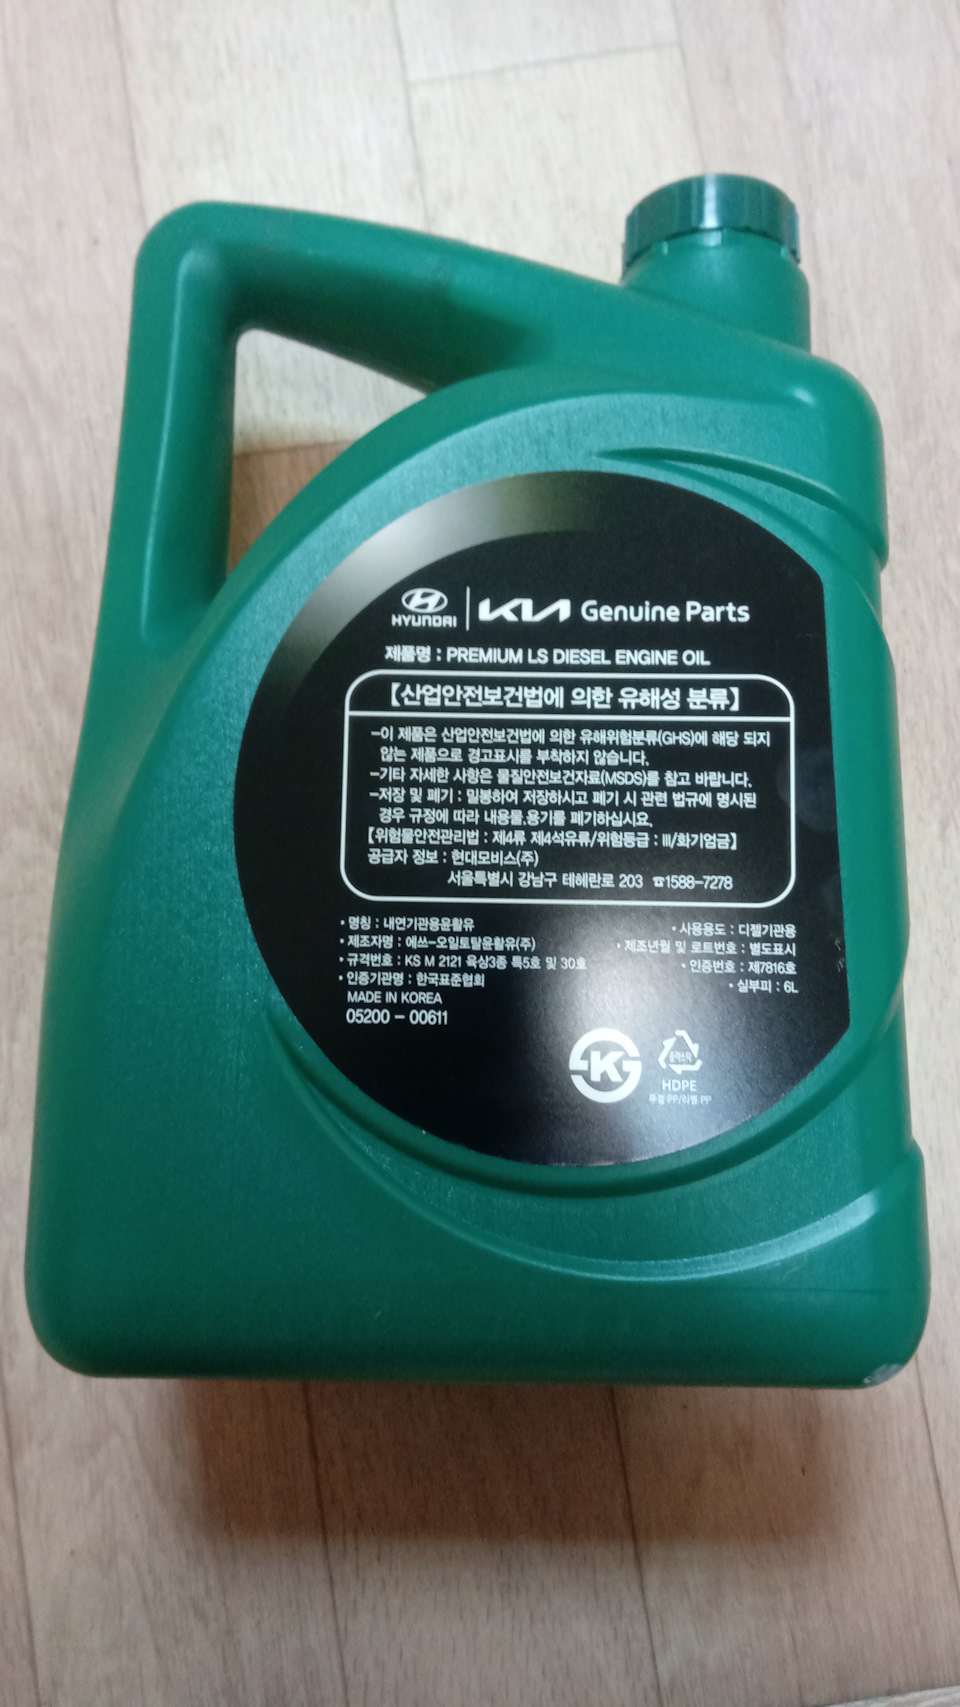 HYUNDAI KIA Genuine Parts
제품명 : PREMIUM LS DIESEL ENGINE OIL
【산업안전보건법에 의한 유해성 분류】
-이 제품은 산업안전보건법에 의한 유해위험분류(GHS)에 해당 되지
않는 제품으로 경고표시를 부착하지 않습니다.
-기타 자세한 사항은 물질안전보건자료(MSDS)를 참고 바랍니다.
-저장 및 폐기 : 밀봉하여 저장하시고 폐기 시 관련 법규에 명시된
경우 규정에 따라 내용물,용기를 폐기하십시요.
【위험물안전관리법 : 제4류 제4석유류/위험등급 : III/화기엄금】
공급자 정보 : 현대모비스(주)
서울특별시 강남구 테헤란로 203 ☎1588-7278
• 명칭 : 내연기관용윤활유
• 사용용도 : 디젤기관용
• 제조자명 : 에쓰-오일토탈윤활유(주)
• 제조년월 및 로트번호 : 별도표시
• 규격번호 : KS M 2121 육상3종 특5호 및 30호
• 인증번호 : 제7816호
• 인증기관명 : 한국표준협회
• 실부피 : 6L
MADE IN KOREA
05200 - 00611
K
플라스틱
HDPE
뚜껑:PP/라벨:PP